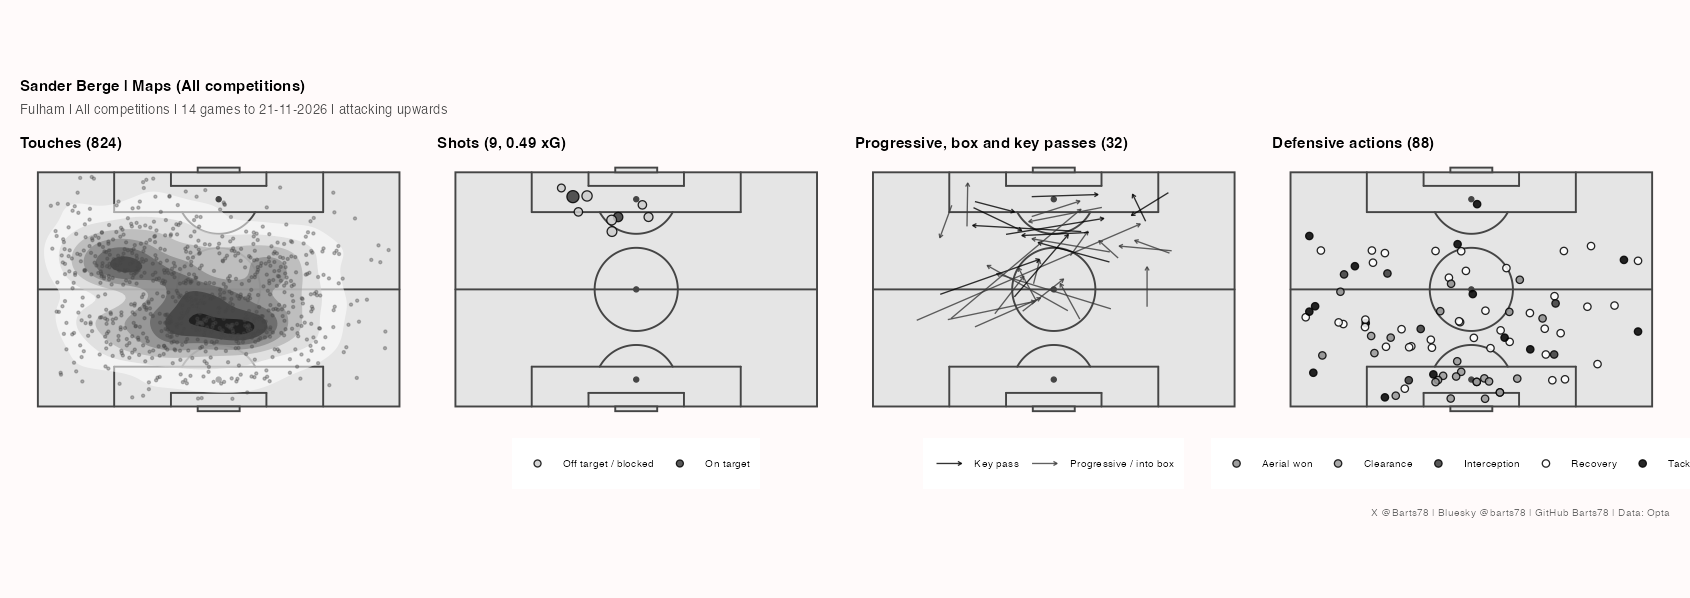 Sander Berge | Maps (All competitions)
Fulham | All competitions | 14 games to 21-11-2026 | attacking upwards
Touches (824)
Shots (9, 0.49 xG)
Progressive, box and key passes (32)
Defensive actions (88)
Off target / blocked
On target
Key pass
Progressive / into box
Aerial won
Clearance
Interception
Recovery
Tack
X @Barts78 | Bluesky @barts78 | GitHub Barts78 | Data: Opta